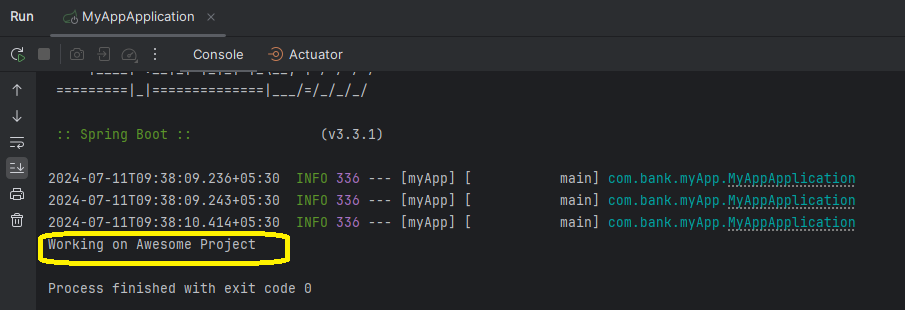 Run MyAppApplication
Console Actuator
=========|_|==============|___/=/_/_/_/
:: Spring Boot :: (v3.3.1)
2024-07-11T09:38:09.236+05:30 INFO 336 --- [myApp] [ main] com.bank.myApp.MyAppApplication
2024-07-11T09:38:09.243+05:30 INFO 336 --- [myApp] [ main] com.bank.myApp.MyAppApplication
2024-07-11T09:38:10.414+05:30 INFO 336 --- [myApp] [ main] com.bank.myApp.MyAppApplication
Working on Awesome Project
Process finished with exit code 0